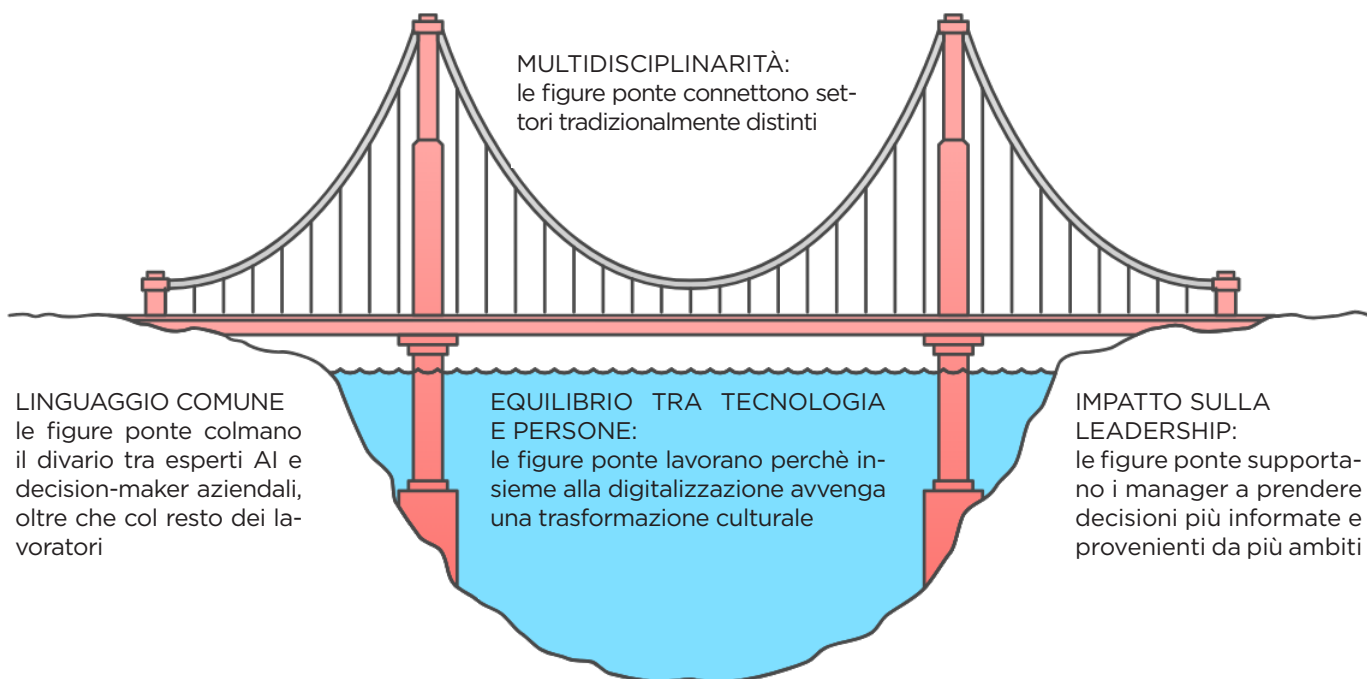 MULTIDISCIPLINARITÀ:
le figure ponte connettono set-
tori tradizionalmente distinti
LINGUAGGIO COMUNE
le figure ponte colmano
il divario tra esperti AI e
decision-maker aziendali,
oltre che col resto dei la-
voratori
EQUILIBRIO TRA TECNOLOGIA
E PERSONE:
le figure ponte lavorano perchè in-
sieme alla digitalizzazione avvenga
una trasformazione culturale
IMPATTO SULLA
LEADERSHIP:
le figure ponte supporta-
no i manager a prendere
decisioni più informate e
provenienti da più ambiti